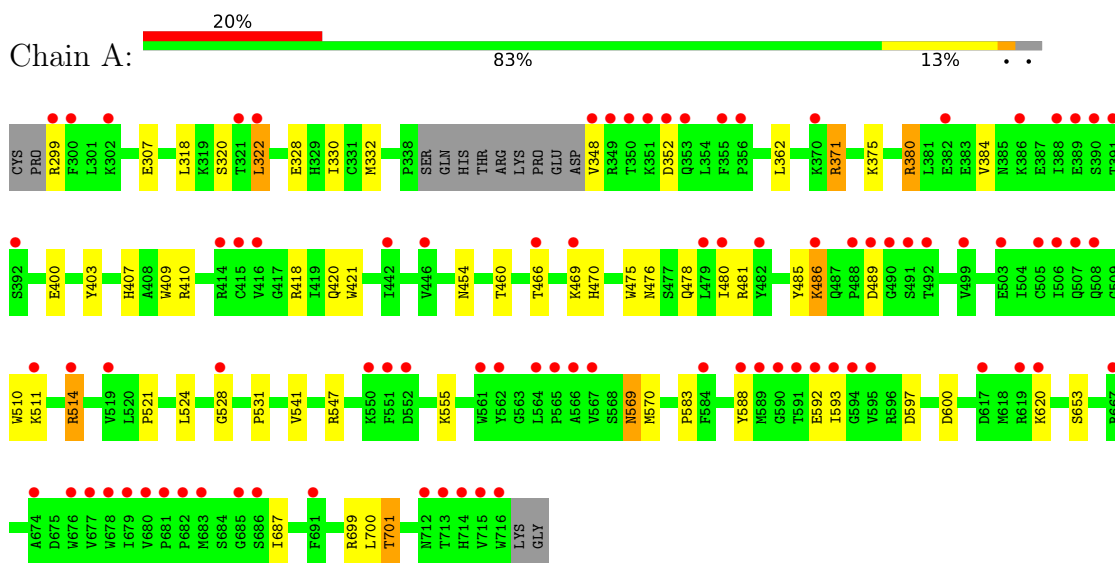 20%
Chain A:
83% 13% • •
CYS PRO R299 F300 L301 K302 E307 L318 K319 S320 T321 L322 E328 H329 I330 C331 M332 P338 SER GLN HIS THR ARG LYS PRO GLU ASP V348 R349 T350 K351 D352 Q353 L354 F355 P356 L362 K370 R371 K375 R380 L381 E382 E383 V384 N385 K386 E387 I388 E389 S390 T391
S392 E400 Y403 H407 A408 W409 R410 R414 C415 V416 G417 R418 I419 Q420 W421 I442 V446 N454 T460 T466 K469 H470 W475 N476 S477 Q478 L479 I480 R481 Y482 Y485 K486 Q487 P488 D489 G490 S491 T492 V499 E503 I504 C505 I506 Q507 Q508
W510 K511 R514 V519 L520 P521 L524 G528 P531 V541 R547 K550 F551 D552 K555 W561 Y562 G563 L564 P565 A566 V567 S568 N569 M570 P583 F584 Y588 M589 G590 T591 E592 I593 G594 V595 R596 D597 D600 D617 M618 R619 K620 S653
A674 D675 W676 V677 W678 I679 V680 P681 P682 M683 S684 G685 S686 I687 F691 R699 L700 T701 N712 T713 H714 V715 W716 LYS GLY